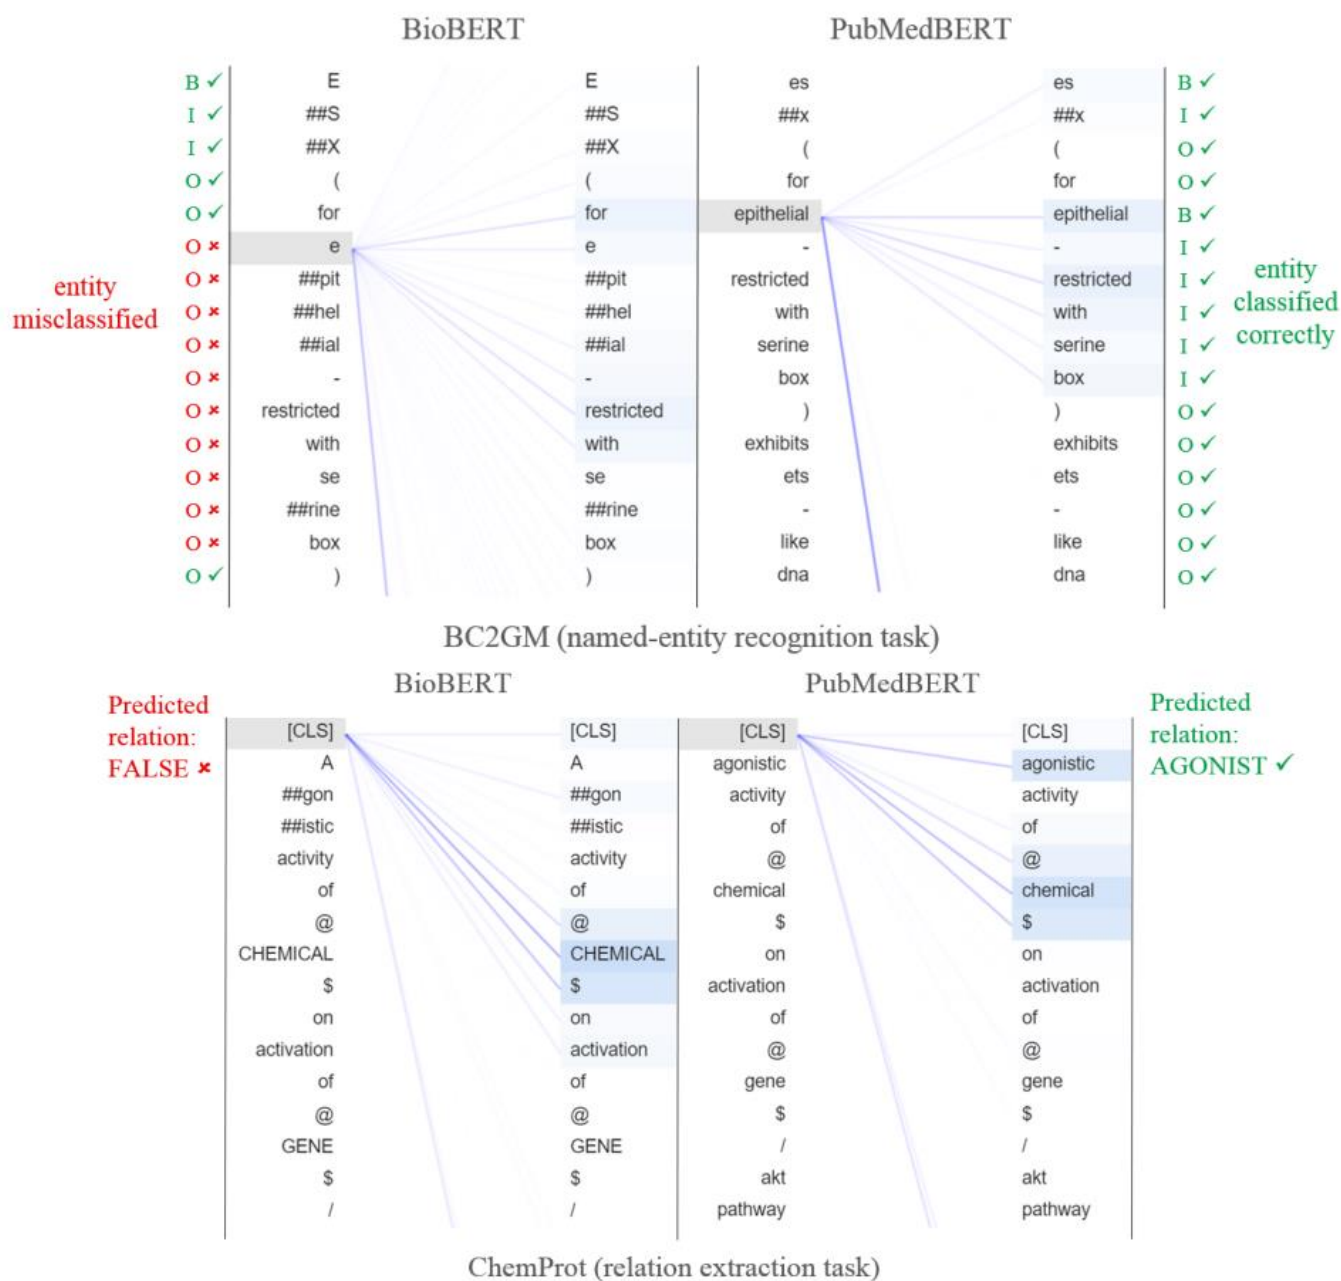 BioBERT PubMedBERT
B ✓ E E es es B ✓
I ✓ ##S ##S ##x ##x I ✓
I ✓ ##X ##X ( ( O ✓
O ✓ ( ( for for O ✓
O ✓ for for epithelial epithelial B ✓
O × e e - - I ✓
O × ##pit ##pit restricted restricted I ✓
entity misclassified
entity classified correctly
O × ##hel ##hel with with I ✓
O × ##ial ##ial serine serine I ✓
O × - - box box I ✓
O × restricted restricted ) ) O ✓
O × with with exhibits exhibits O ✓
O × se se ets ets O ✓
O × ##rine ##rine - - O ✓
O × box box like like O ✓
O ✓ ) ) dna dna O ✓
BC2GM (named-entity recognition task)
BioBERT PubMedBERT
Predicted
relation:
FALSE ×
Predicted
relation:
AGONIST ✓
[CLS] [CLS] [CLS] [CLS]
A A agonistic agonistic
##gon ##gon activity activity
##istic ##istic of of
activity activity @ @
of of chemical chemical
@ @ $ $
CHEMICAL CHEMICAL on on
$ $ activation activation
on on of of
activation activation @ @
of of gene gene
@ @ $ $
GENE GENE / /
$ $ akt akt
/ / pathway pathway
ChemProt (relation extraction task)